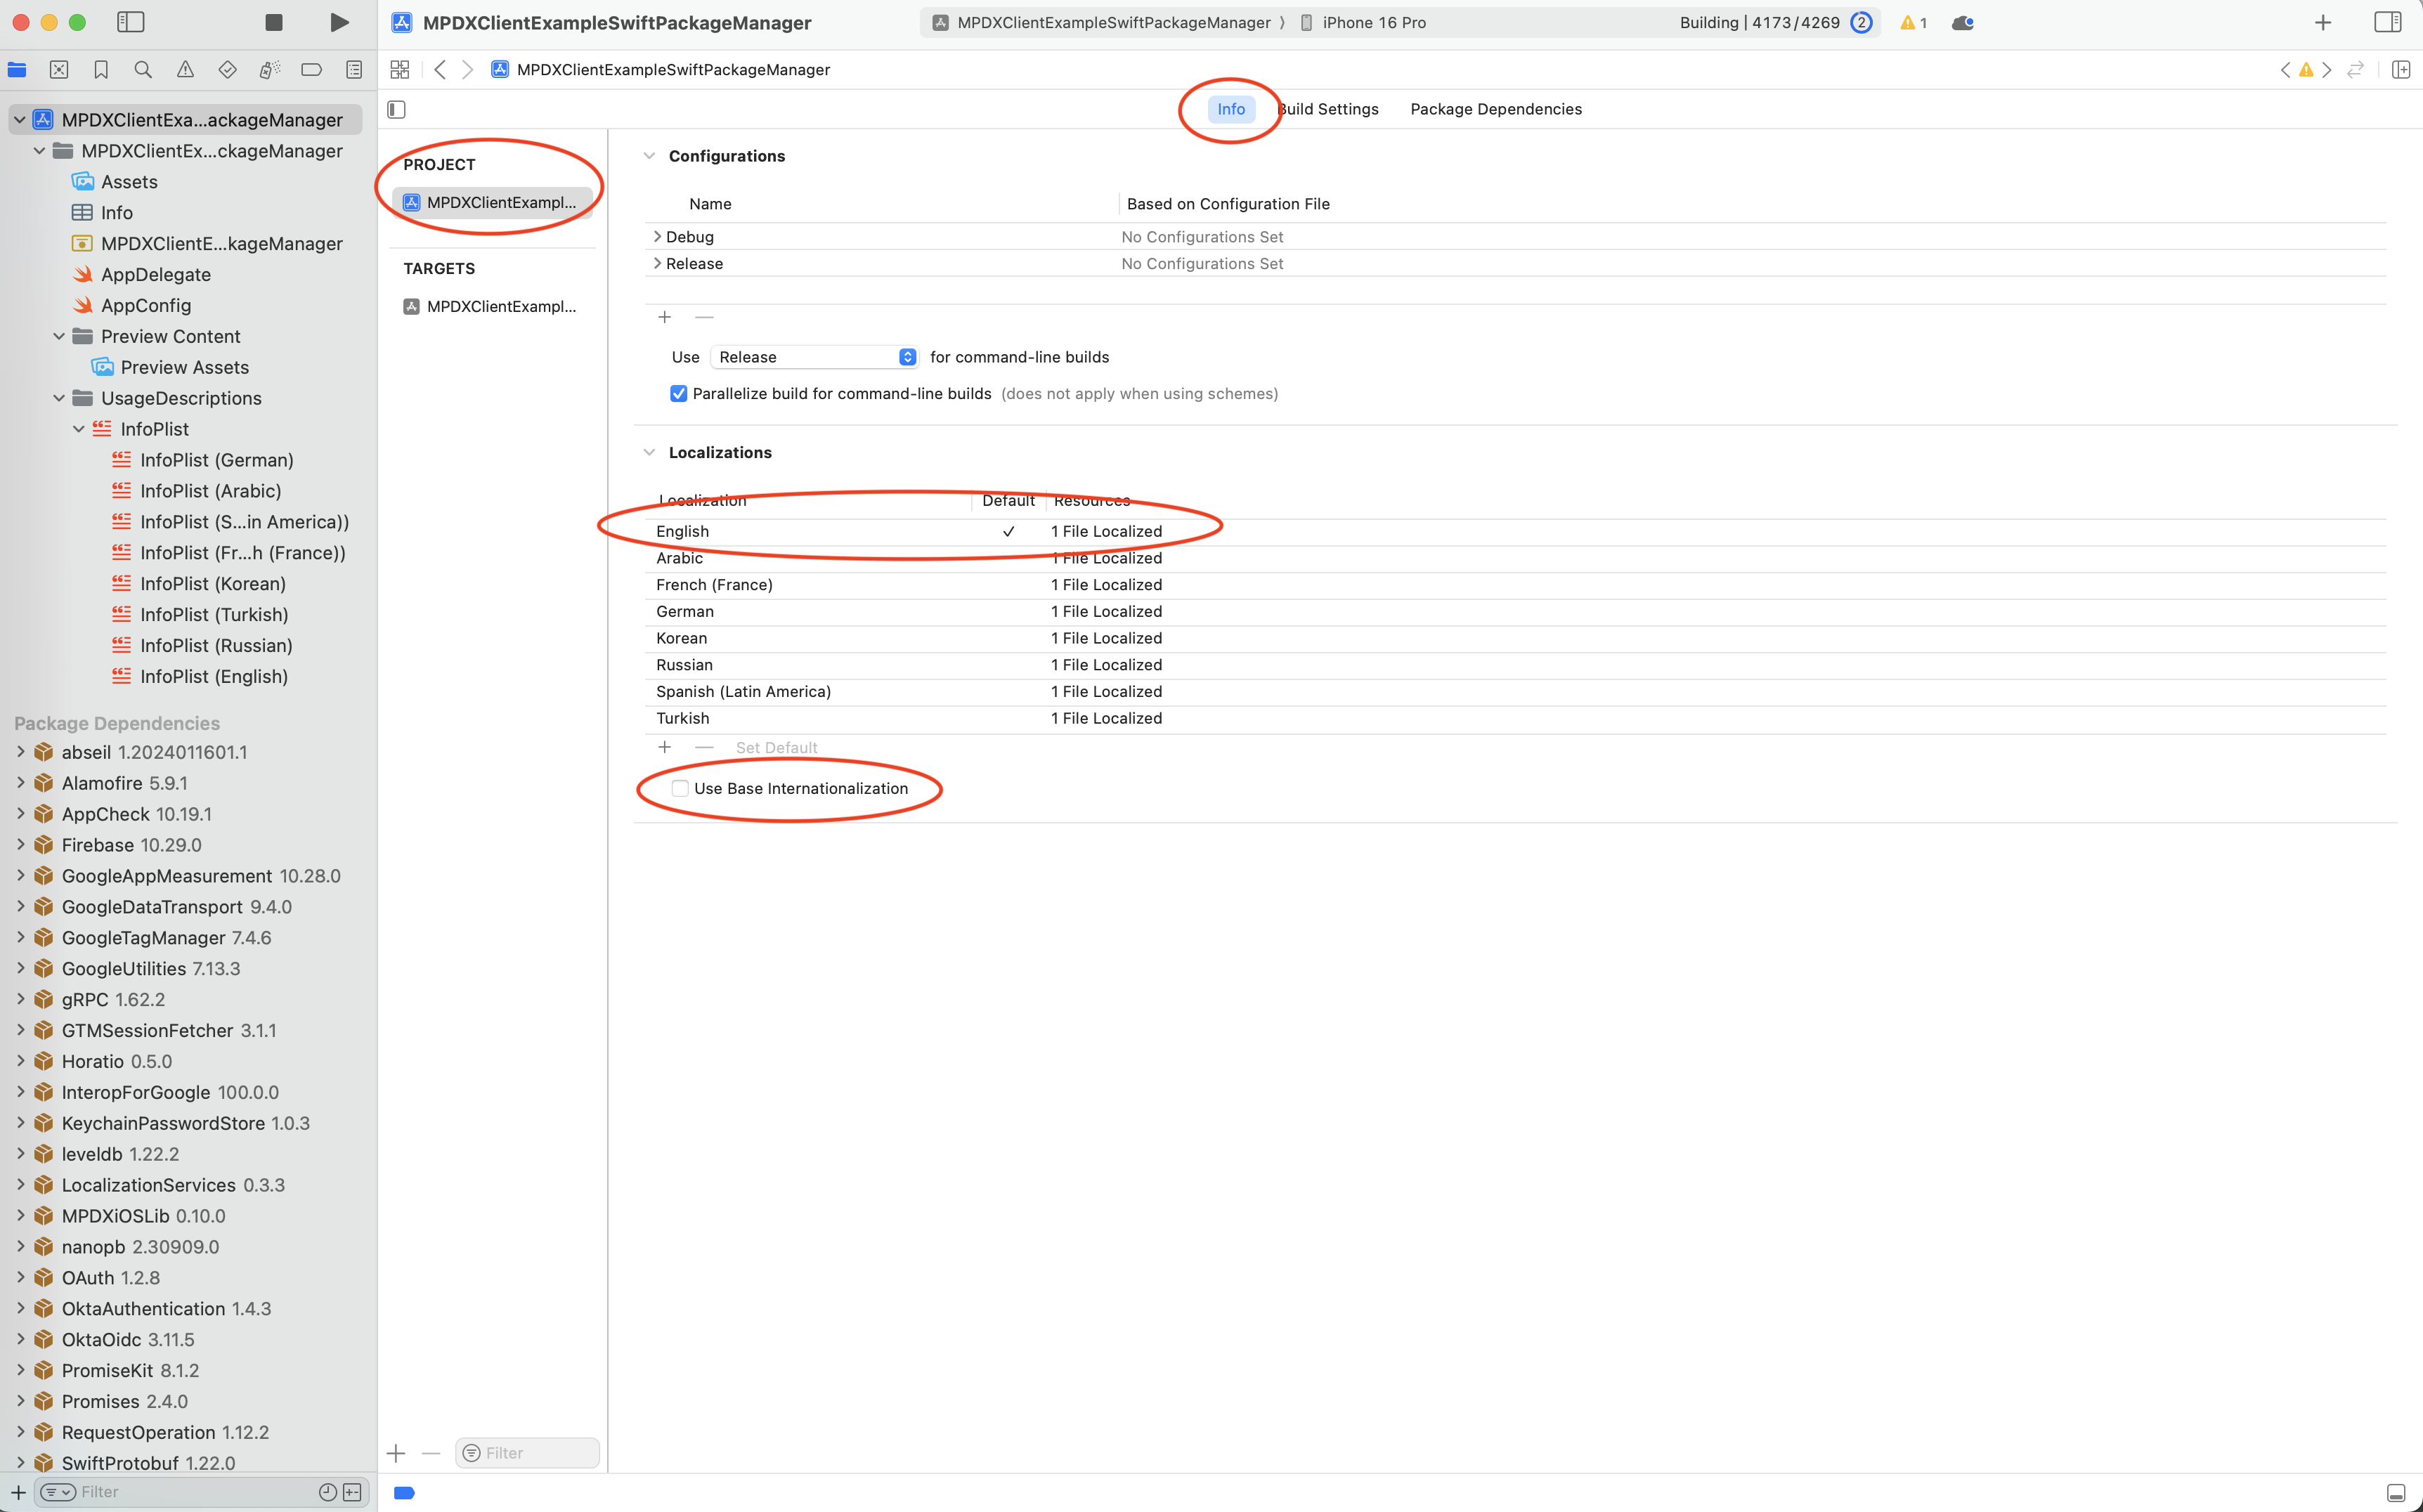 MPDXClientExampleSwiftPackageManager
MPDXClientExampleSwiftPackageManager
iPhone 16 Pro
Building | 4173/4269
2
1
MPDXClientExampleSwiftPackageManager
Info
Build Settings
Package Dependencies
MPDXClientExa...ackageManager
MPDXClientEx...ckageManager
Assets
Info
MPDXClientE...kageManager
AppDelegate
AppConfig
Preview Content
Preview Assets
UsageDescriptions
InfoPlist
InfoPlist (German)
InfoPlist (Arabic)
InfoPlist (S...in America))
InfoPlist (Fr...h (France))
InfoPlist (Korean)
InfoPlist (Turkish)
InfoPlist (Russian)
InfoPlist (English)
Package Dependencies
abseil 1.2024011601.1
Alamofire 5.9.1
AppCheck 10.19.1
Firebase 10.29.0
GoogleAppMeasurement 10.28.0
GoogleDataTransport 9.4.0
GoogleTagManager 7.4.6
GoogleUtilities 7.13.3
gRPC 1.62.2
GTMSessionFetcher 3.1.1
Horatio 0.5.0
InteropForGoogle 100.0.0
KeychainPasswordStore 1.0.3
leveldb 1.22.2
LocalizationServices 0.3.3
MPDXiOSLib 0.10.0
nanopb 2.30909.0
OAuth 1.2.8
OktaAuthentication 1.4.3
OktaOidc 3.11.5
PromiseKit 8.1.2
Promises 2.4.0
RequestOperation 1.12.2
SwiftProtobuf 1.22.0
Filter
PROJECT
MPDXClientExampl...
TARGETS
MPDXClientExampl...
Filter
Configurations
Name Based on Configuration File
Debug No Configurations Set
Release No Configurations Set
Use Release for command-line builds
Parallelize build for command-line builds (does not apply when using schemes)
Localizations
Localization Default Resources
English ✓ 1 File Localized
Arabic 1 File Localized
French (France) 1 File Localized
German 1 File Localized
Korean 1 File Localized
Russian 1 File Localized
Spanish (Latin America) 1 File Localized
Turkish 1 File Localized
Set Default
Use Base Internationalization